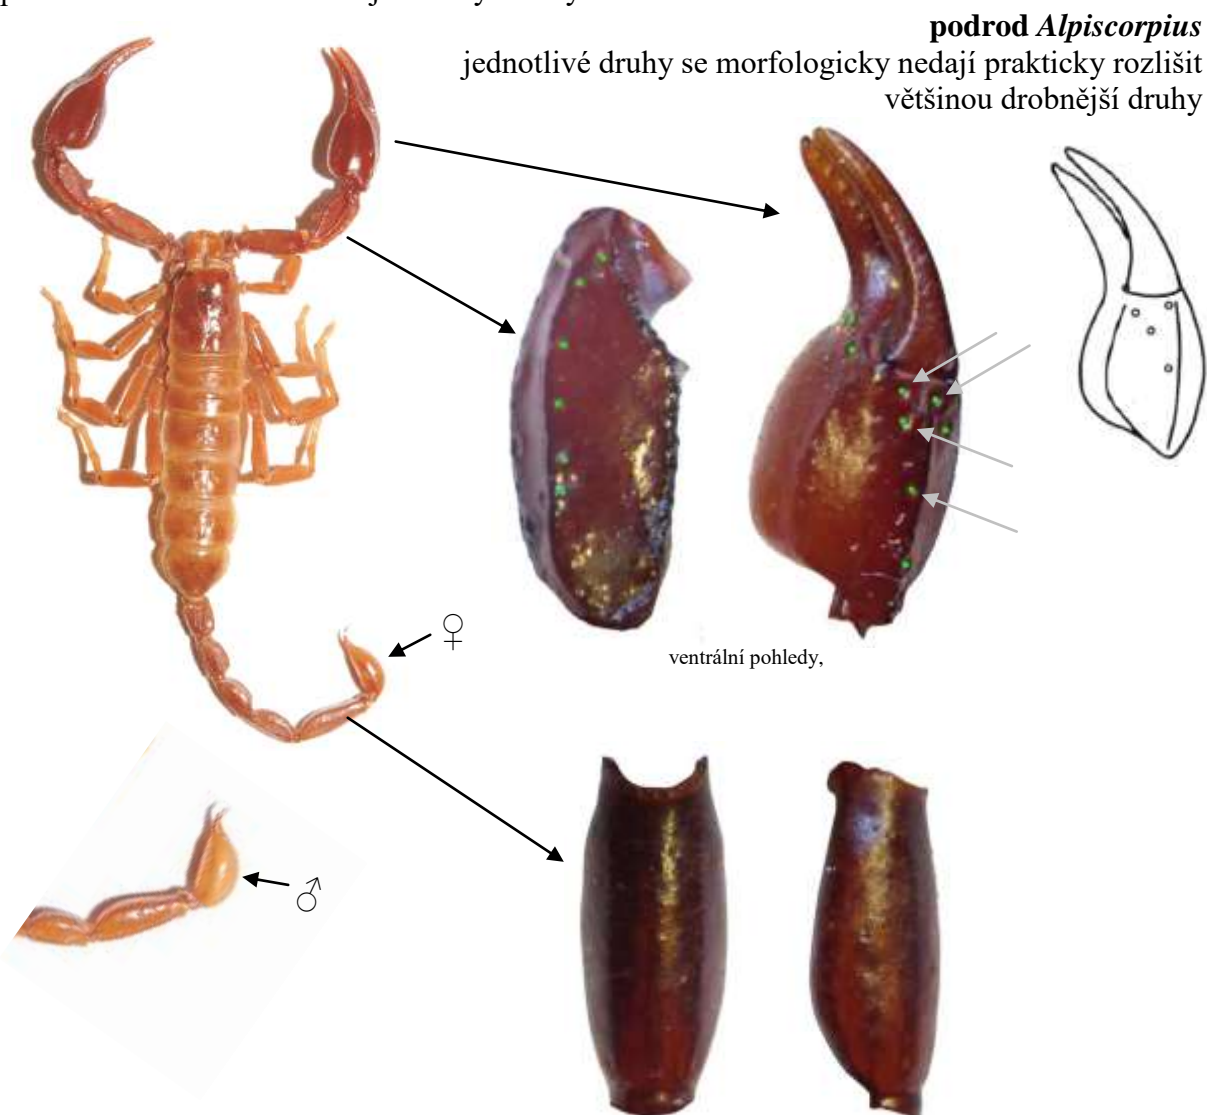 podrod Alpiscorpius
jednotlivé druhy se morfologicky nedají prakticky rozlišit
většinou drobnější druhy
♀
ventrální pohledy,
♂